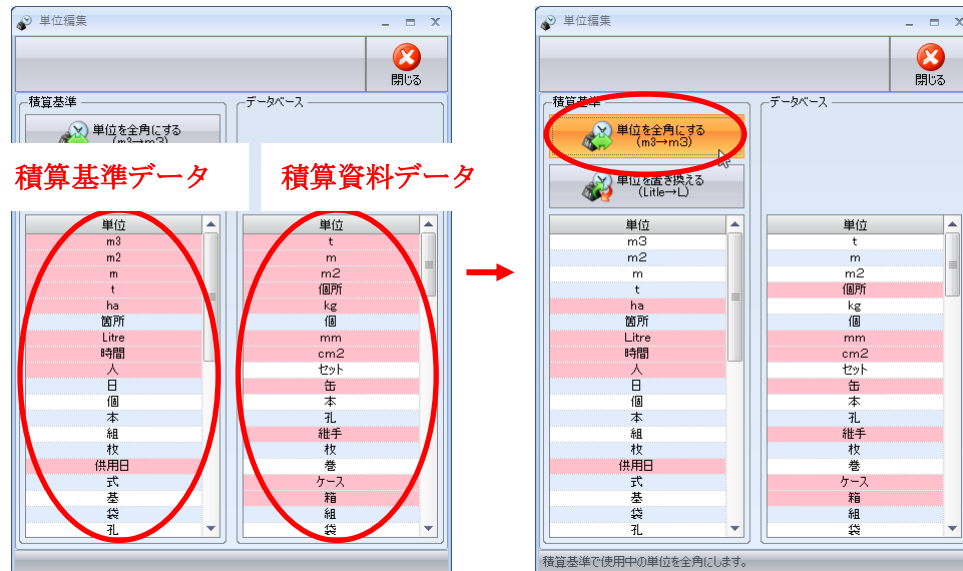 単位編集
閉じる
積算基準
データベース
単位を全角にする
(m3→ｍ３)
積算基準データ
積算資料データ
単位
m3
m2
m
t
ha
箇所
Litre
時間
人
日
個
本
組
枚
供用日
式
基
袋
孔
単位
ｔ
ｍ
ｍ２
個所
ｋｇ
個
ｍｍ
ｃｍ２
セット
缶
本
孔
継手
枚
巻
ケース
箱
組
袋
単位編集
閉じる
積算基準
データベース
単位を全角にする
(m3→ｍ３)
単位を置き換える
(Litle→L)
単位
ｍ３
ｍ２
ｍ
ｔ
ha
箇所
Litre
時間
人
日
個
本
組
枚
供用日
式
基
袋
孔
単位
ｔ
ｍ
ｍ２
個所
ｋｇ
個
ｍｍ
ｃｍ２
セット
缶
本
孔
継手
枚
巻
ケース
箱
組
袋
積算基準で使用中の単位を全角にします。